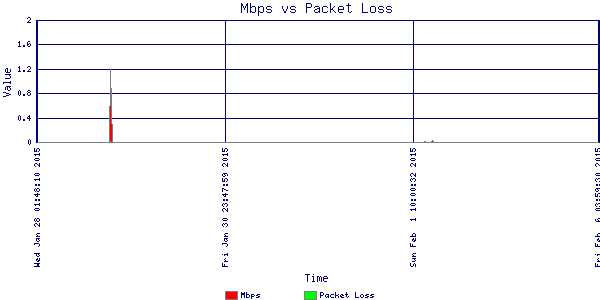 Mbps vs Packet Loss
2
1.6
1.2
0.8
0.4
0
Value
Wed Jan 28 01:48:10 2015
Fri Jan 30 23:47:59 2015
Sun Feb 1 10:00:32 2015
Fri Feb 6 03:59:30 2015
Time
Mbps
Packet Loss